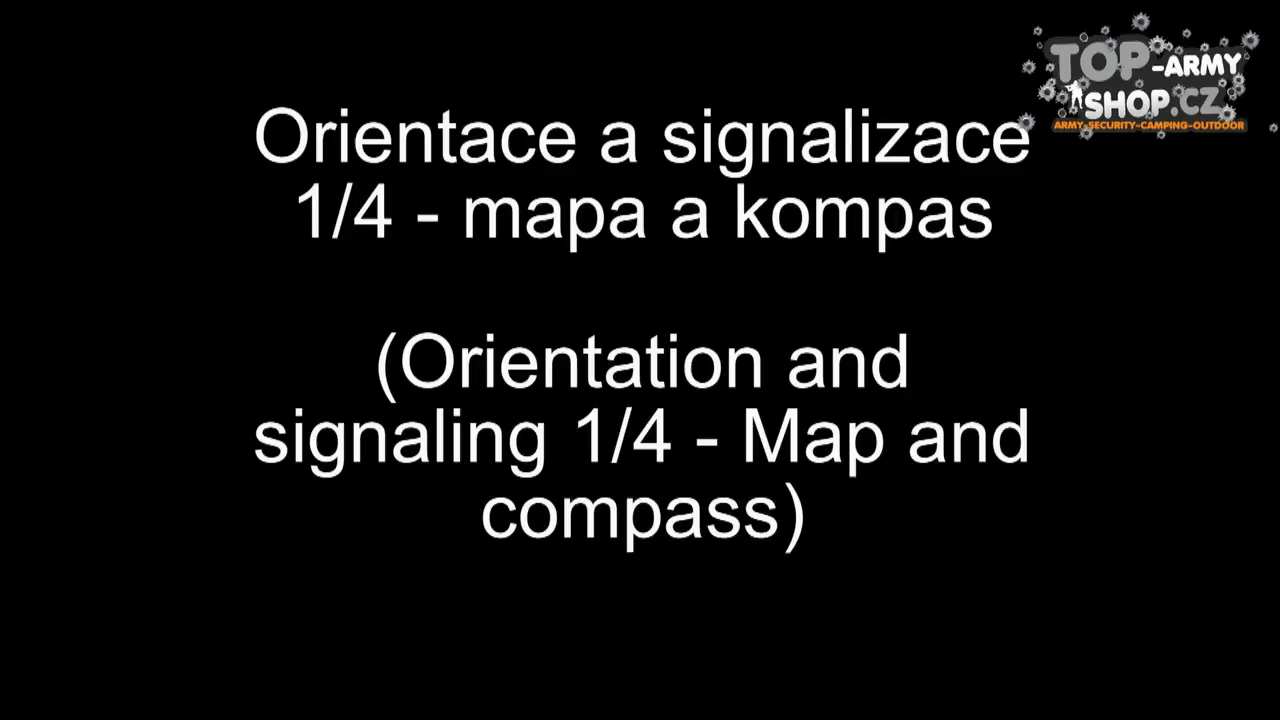 TOP-ARMY
SHOP.CZ
ARMY-SECURITY-CAMPING-OUTDOOR
Orientace a signalizace
1/4 - mapa a kompas
(Orientation and
signaling 1/4 - Map and
compass)